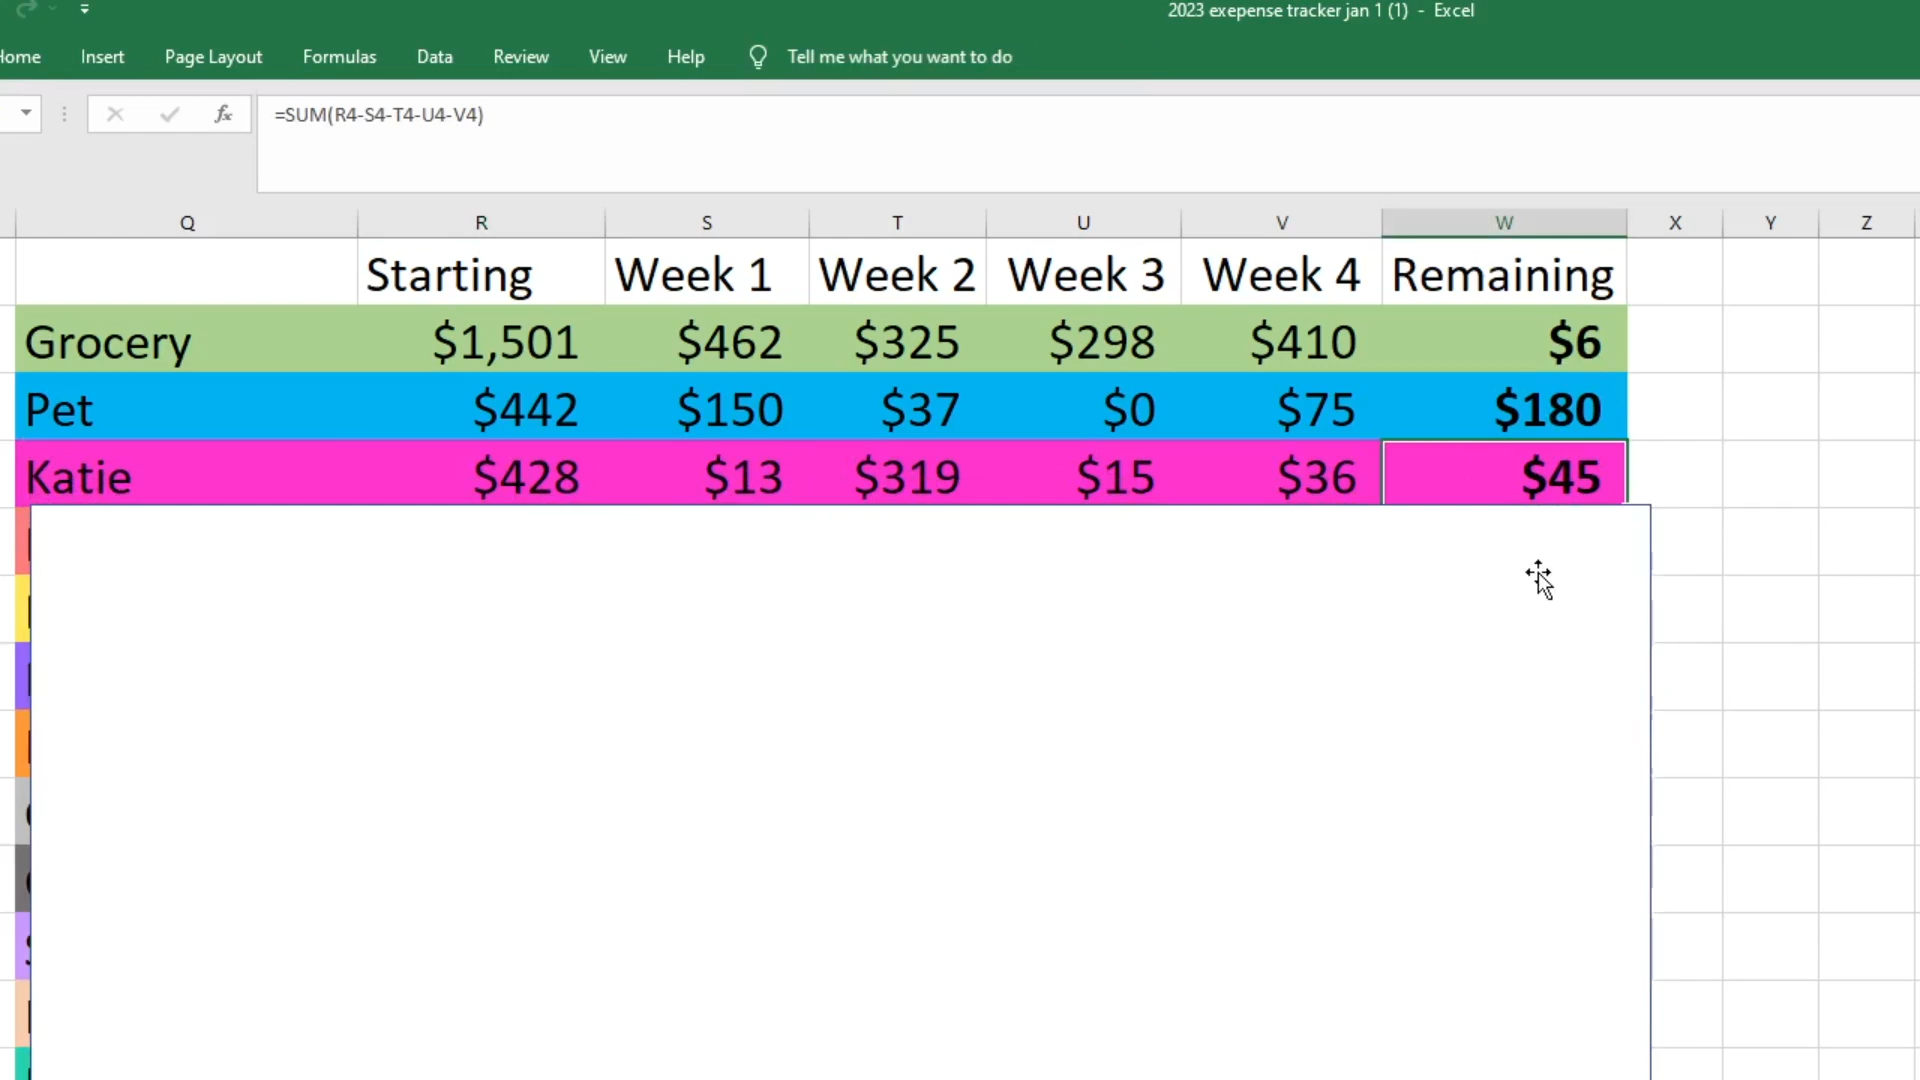 2023 exepense tracker jan 1 (1) - Excel
Insert Page Layout Formulas Data Review View Help Tell me what you want to do
fx =SUM(R4-S4-T4-U4-V4)
Q R S T U V W X Y Z
Starting Week 1 Week 2 Week 3 Week 4 Remaining
Grocery $1,501 $462 $325 $298 $410 $6
Pet $442 $150 $37 $0 $75 $180
Katie $428 $13 $319 $15 $36 $45